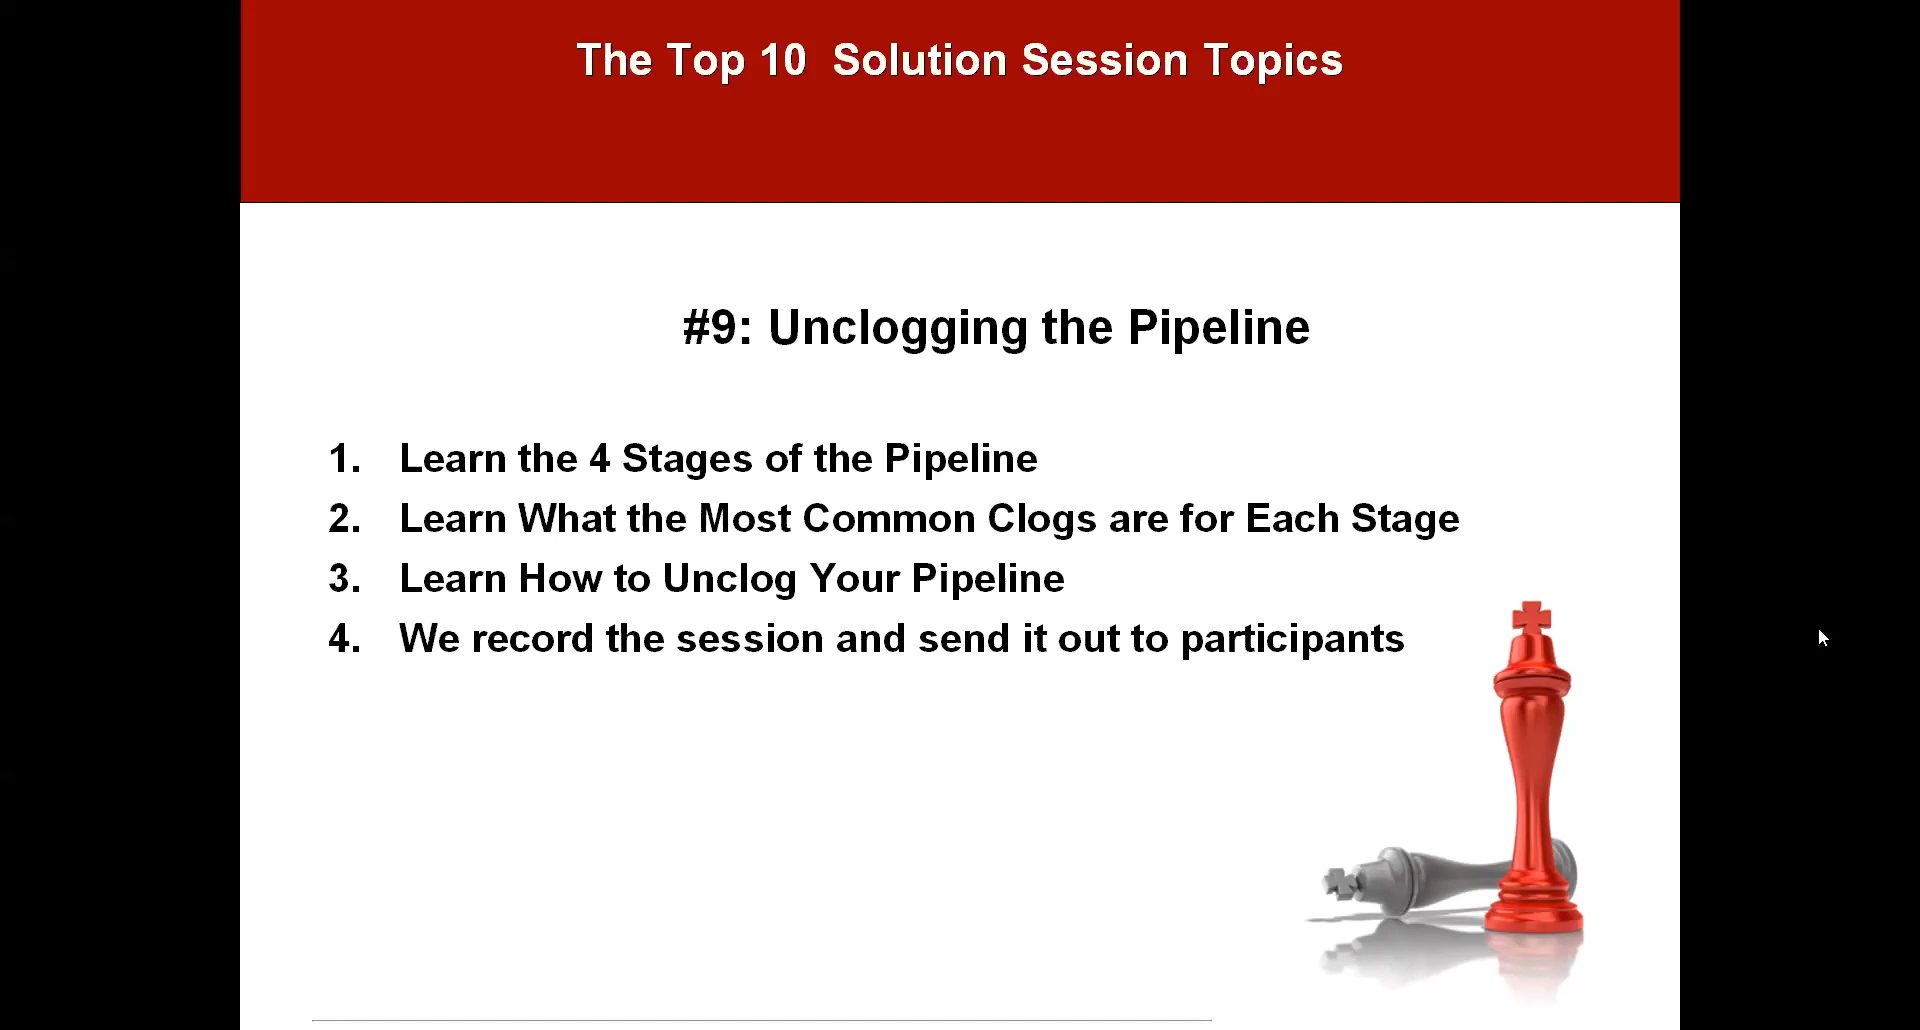 The Top 10  Solution Session Topics
#9: Unclogging the Pipeline
1. Learn the 4 Stages of the Pipeline
2. Learn What the Most Common Clogs are for Each Stage
3. Learn How to Unclog Your Pipeline
4. We record the session and send it out to participants